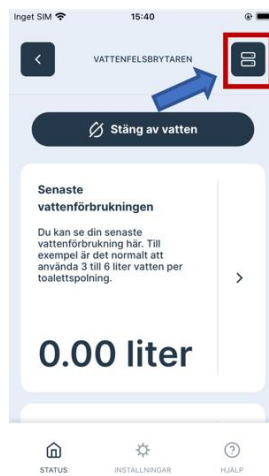 Inget SIM 15:40
VATTENFELSBRYTAREN
Stäng av vatten
Senaste
vattenförbrukningen
Du kan se din senaste
vattenförbrukning här. Till
exempel är det normalt att
använda 3 till 6 liter vatten per
toalettspolning.
0.00 liter
STATUS INSTÄLLNINGAR HJÄLP